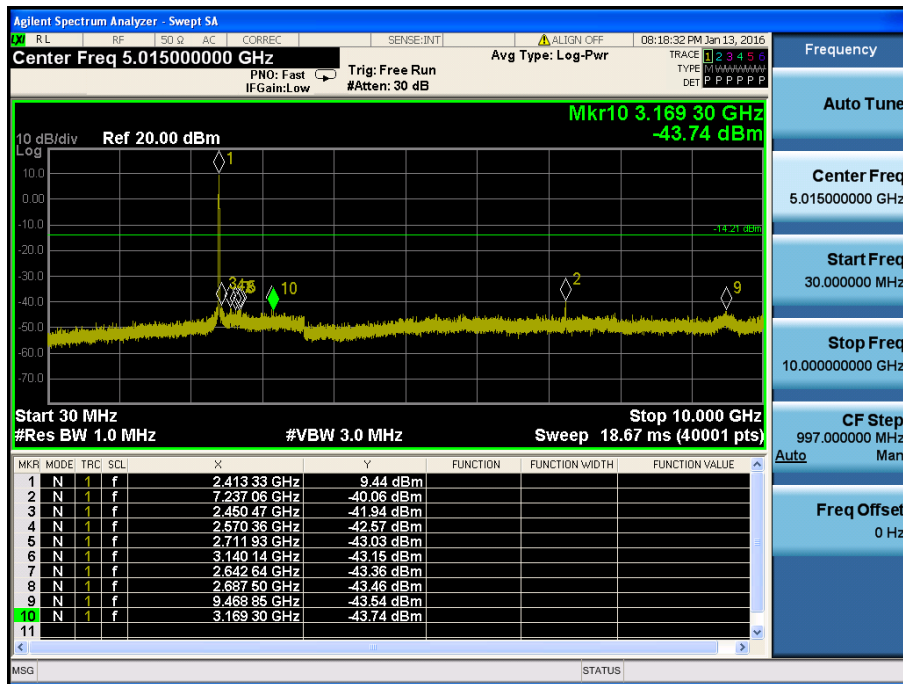 Agilent Spectrum Analyzer - Swept SA
LXI RL RF 50 Ω AC CORREC SENSE:INT ALIGN OFF 08:18:32 PM Jan 13, 2016
Center Freq 5.015000000 GHz
Avg Type: Log-Pwr
TRACE 1 2 3 4 5 6
PNO: Fast
Trig: Free Run
TYPE MWWWWW
IFGain:Low
#Atten: 30 dB
DET P P P P P P
Mkr10 3.169 30 GHz
-43.74 dBm
10 dB/div Ref 20.00 dBm
Log
1
10.0
0.00
-10.0
-14.21 dBm
-20.0
-30.0
2
10
9
-40.0
-50.0
-60.0
-70.0
Start 30 MHz Stop 10.000 GHz
#Res BW 1.0 MHz #VBW 3.0 MHz Sweep 18.67 ms (40001 pts)
MKR MODE TRC SCL X Y FUNCTION FUNCTION WIDTH FUNCTION VALUE
1 N 1 f 2.413 33 GHz 9.44 dBm
2 N 1 f 7.237 06 GHz -40.06 dBm
3 N 1 f 2.450 47 GHz -41.94 dBm
4 N 1 f 2.570 36 GHz -42.57 dBm
5 N 1 f 2.711 93 GHz -43.03 dBm
6 N 1 f 3.140 14 GHz -43.15 dBm
7 N 1 f 2.642 64 GHz -43.36 dBm
8 N 1 f 2.687 50 GHz -43.46 dBm
9 N 1 f 9.468 85 GHz -43.54 dBm
10 N 1 f 3.169 30 GHz -43.74 dBm
11
MSG STATUS
Frequency
Auto Tune
Center Freq
5.015000000 GHz
Start Freq
30.000000 MHz
Stop Freq
10.000000000 GHz
CF Step
997.000000 MHz
Auto Man
Freq Offset
0 Hz